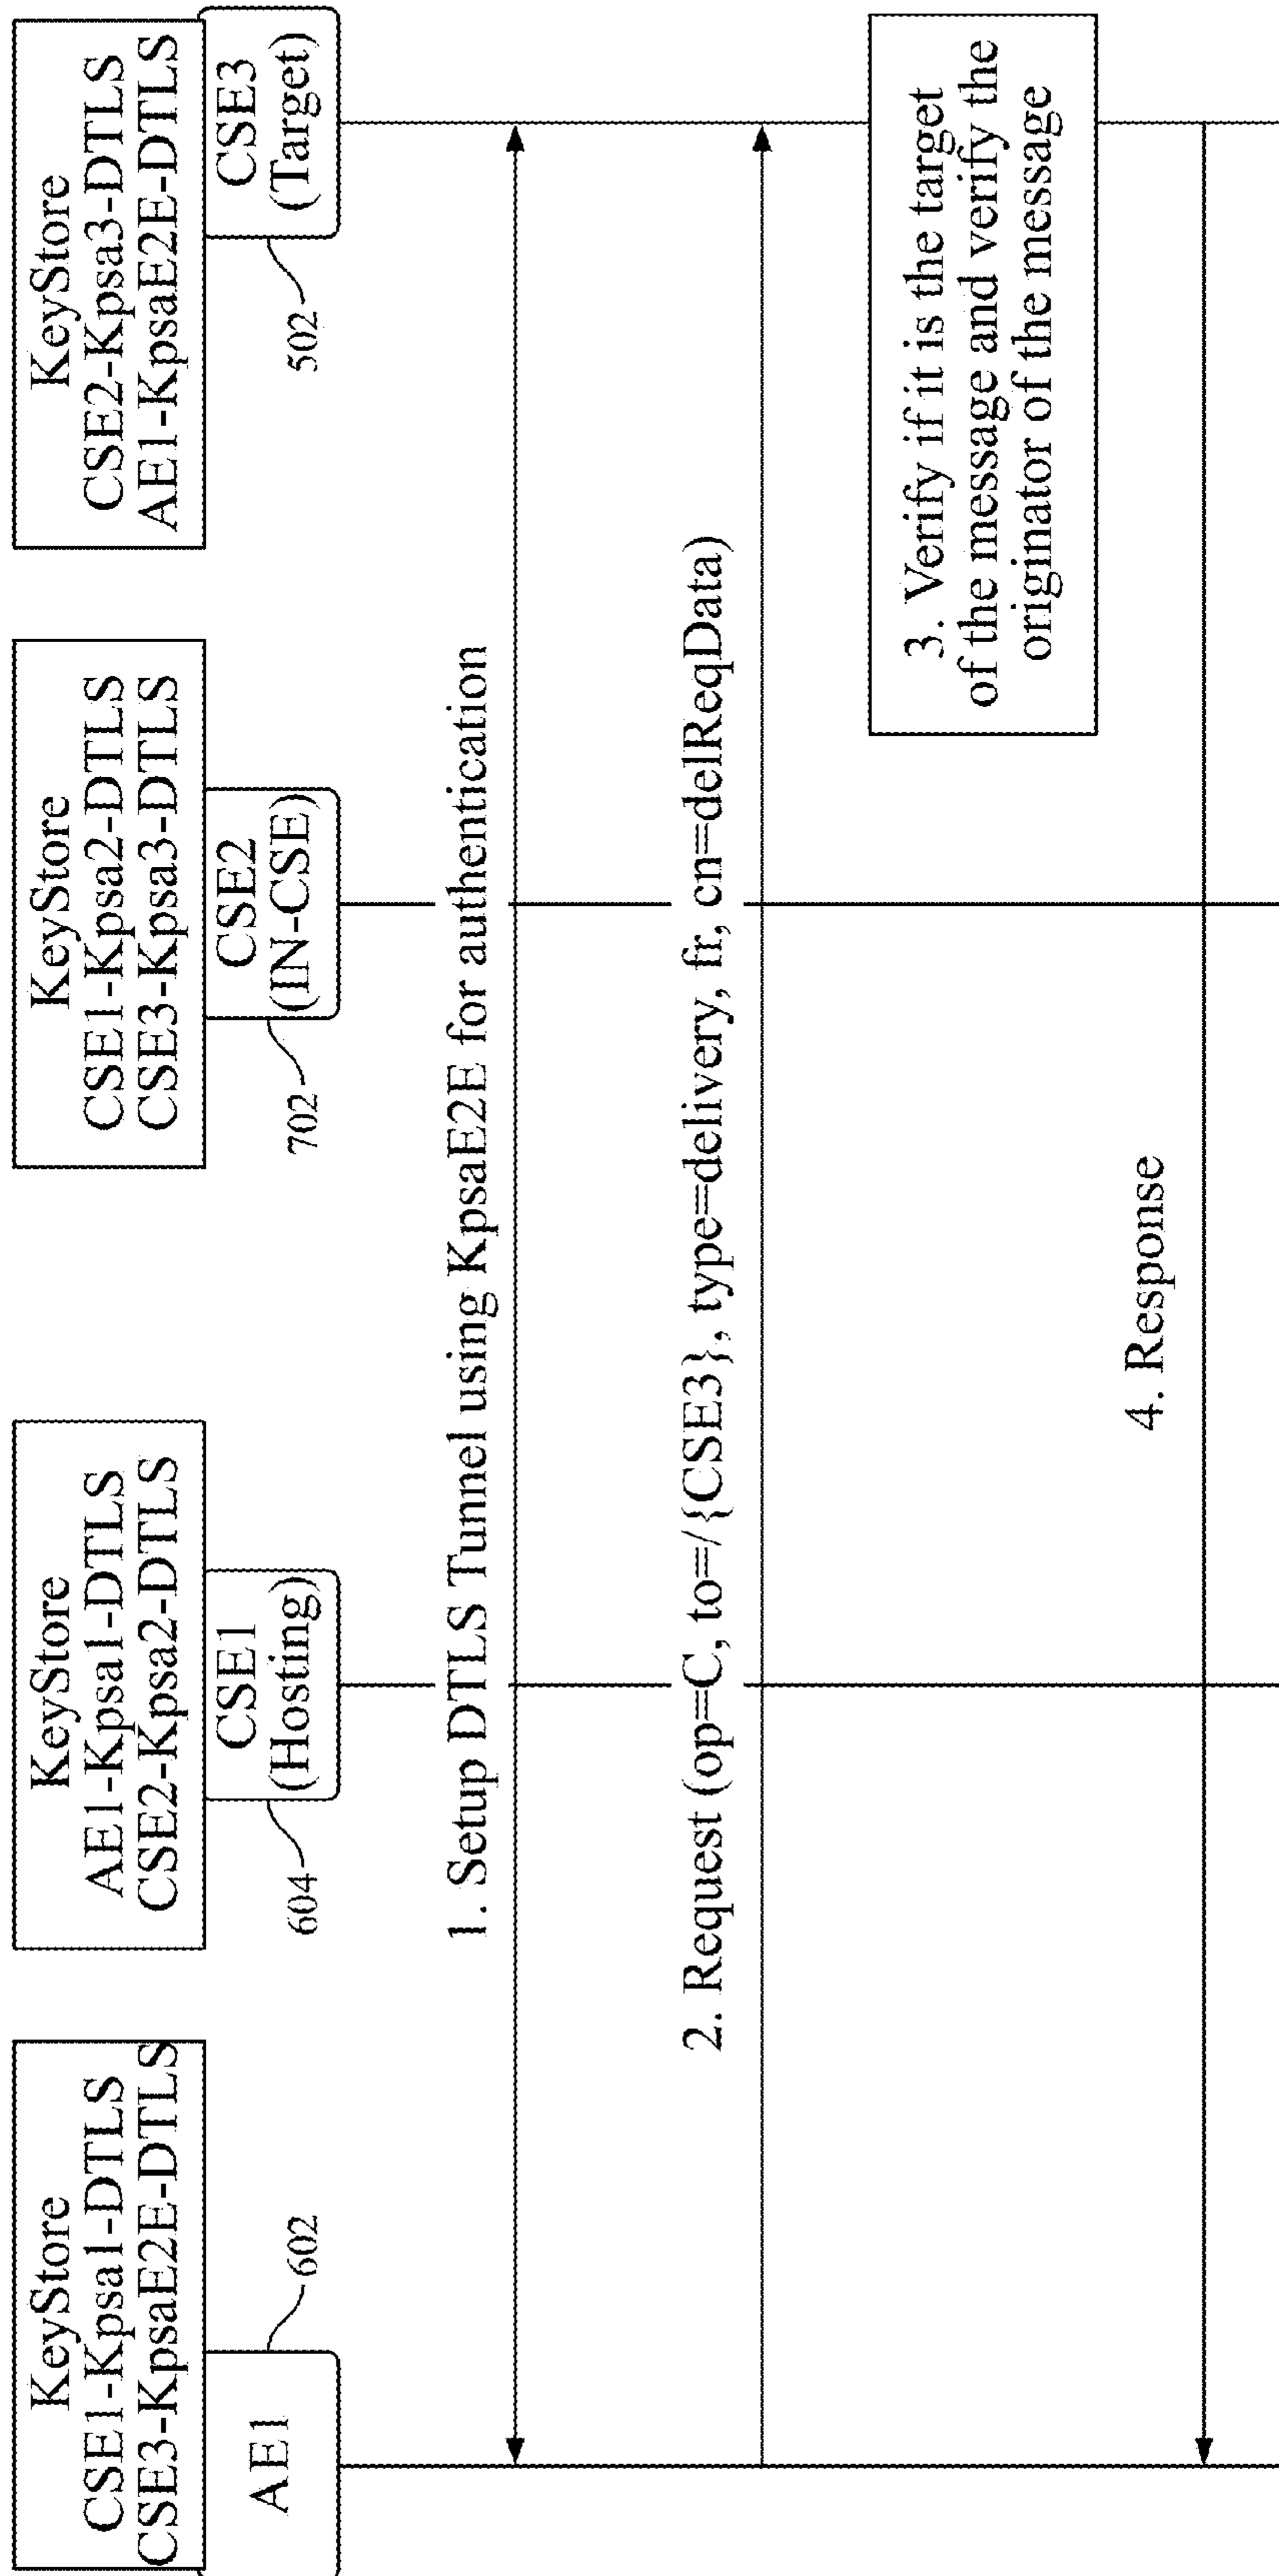 KeyStore
CSE1-Kpsa1-DTLS
CSE3-KpsaE2E-DTLS
AE1
602
KeyStore
AE1-Kpsa1-DTLS
CSE2-Kpsa2-DTLS
CSE1
(Hosting)
604
KeyStore
CSE1-Kpsa2-DTLS
CSE3-Kpsa3-DTLS
CSE2
(IN-CSE)
702
KeyStore
CSE2-Kpsa3-DTLS
AE1-KpsaE2E-DTLS
CSE3
(Target)
502
1. Setup DTLS Tunnel using KpsaE2E for authentication
2. Request (op=C, to=/{CSE3}, type=delivery, fr, cn=delReqData)
3. Verify if it is the target
of the message and verify the
originator of the message
4. Response